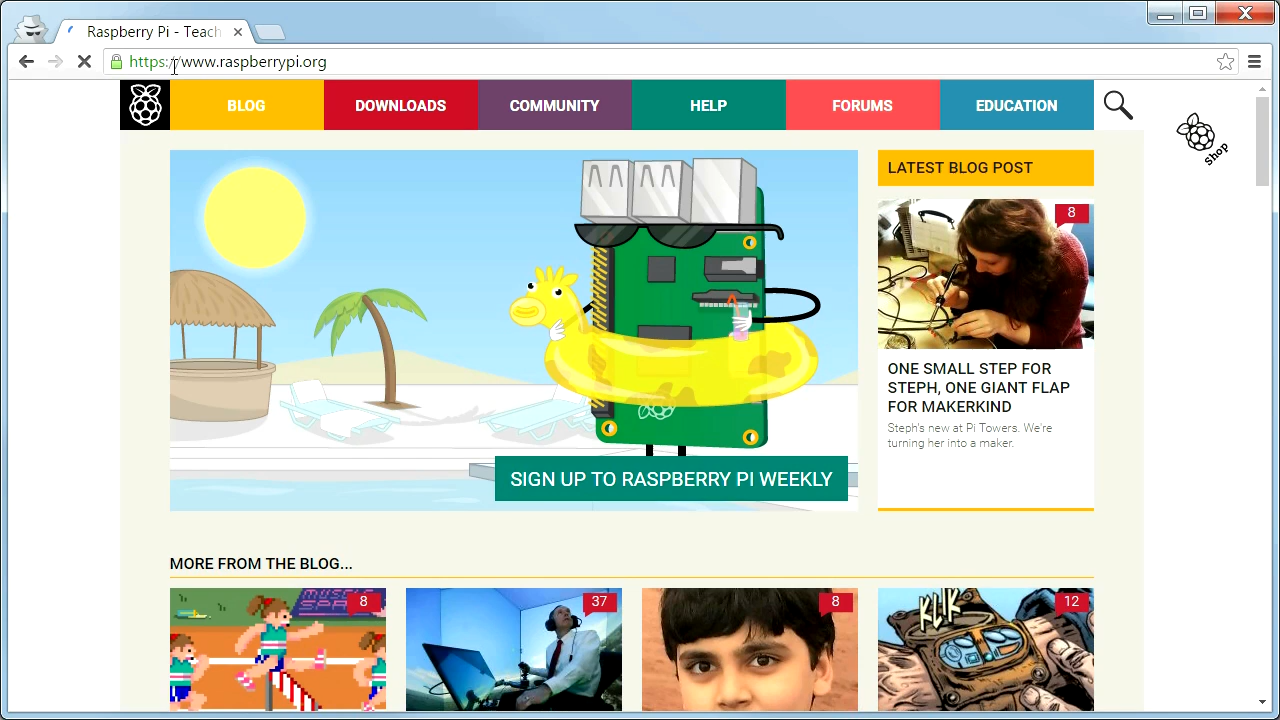 Raspberry Pi - Teach
https://www.raspberrypi.org
BLOG
DOWNLOADS
COMMUNITY
HELP
FORUMS
EDUCATION
Shop
SIGN UP TO RASPBERRY PI WEEKLY
LATEST BLOG POST
8
ONE SMALL STEP FOR
STEPH, ONE GIANT FLAP
FOR MAKERKIND
Steph's new at Pi Towers. We're
turning her into a maker.
MORE FROM THE BLOG...
8
37
8
12
KLIK